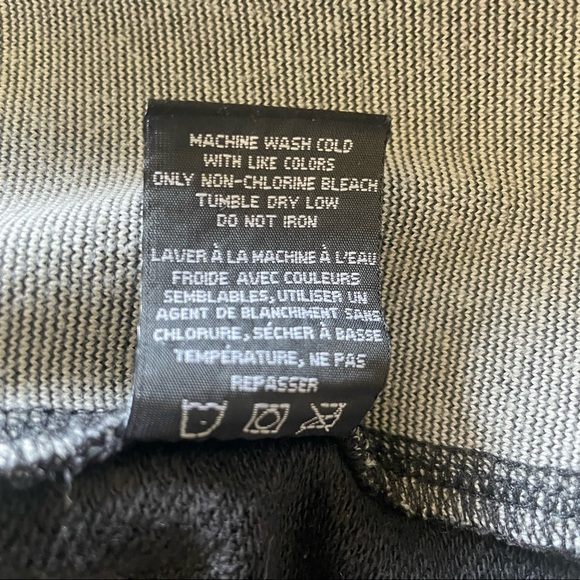 MACHINE WASH COLD
WITH LIKE COLORS
ONLY NON-CHLORINE BLEACH
TUMBLE DRY LOW
DO NOT IRON
LAVER À LA MACHINE À L'EAU
FROIDE AVEC COULEURS
SEMBLABLES, UTILISER UN
AGENT DE BLANCHIMENT SANS
CHLORURE, SÉCHER À BASSE
TEMPÉRATURE, NE PAS
REPASSER